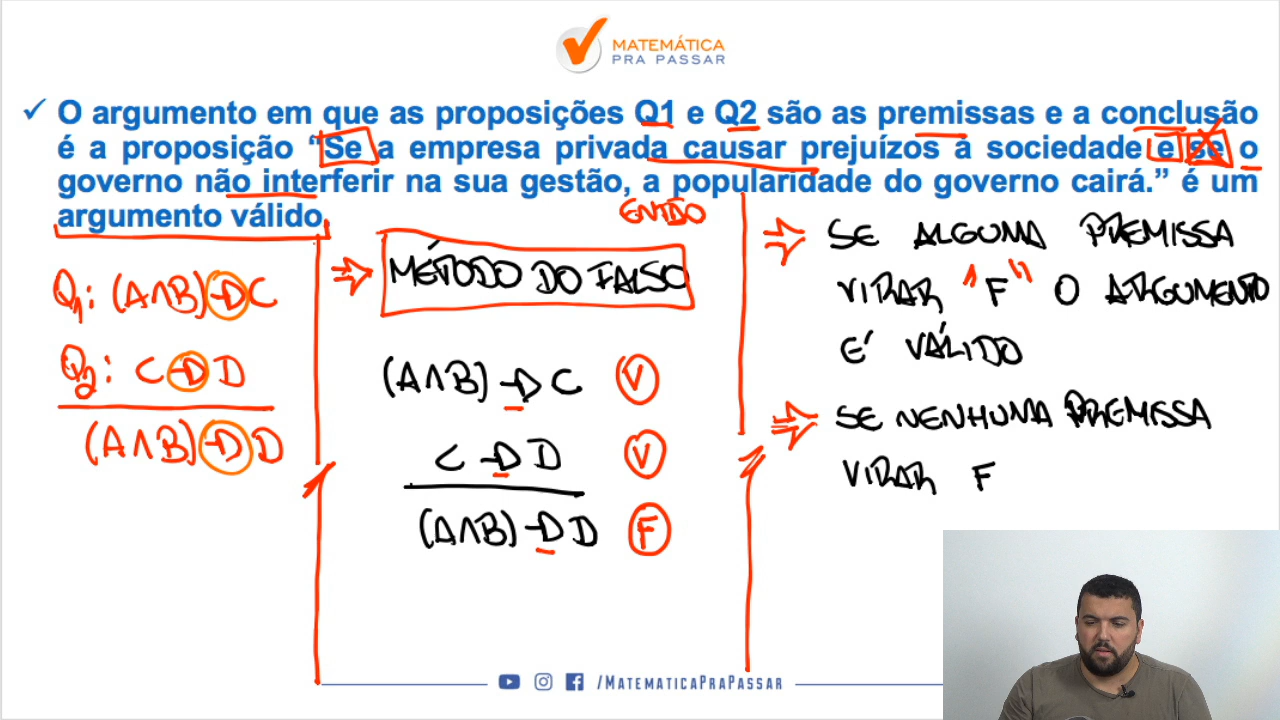 MATEMÁTICA
PRA PASSAR
✓ O argumento em que as proposições Q1 e Q2 são as premissas e a conclusão
é a proposição “Se a empresa privada causar prejuízos à sociedade e se o
governo não interferir na sua gestão, a popularidade do governo cairá.” é um
argumento válido.
ENTÃO
Q1: (A∧B)→C
Q2: C→D
(A∧B)→D
⇒ MÉTODO DO FALSO
(A∧B)→C V
C→D V
(A∧B)→D F
⇒ SE ALGUMA PREMISSA
VIRAR "F" O ARGUMENTO
É VÁLIDO
⇒ SE NENHUMA PREMISSA
VIRAR F
/MATEMATICAPRAPASSAR